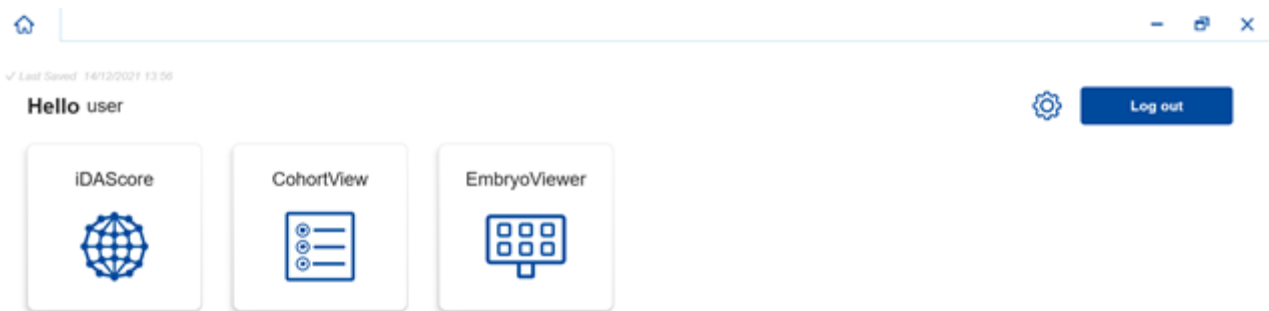 ✓ Last Saved: 14/12/2021 13:56
Hello user
Log out
iDAScore
CohortView
EmbryoViewer